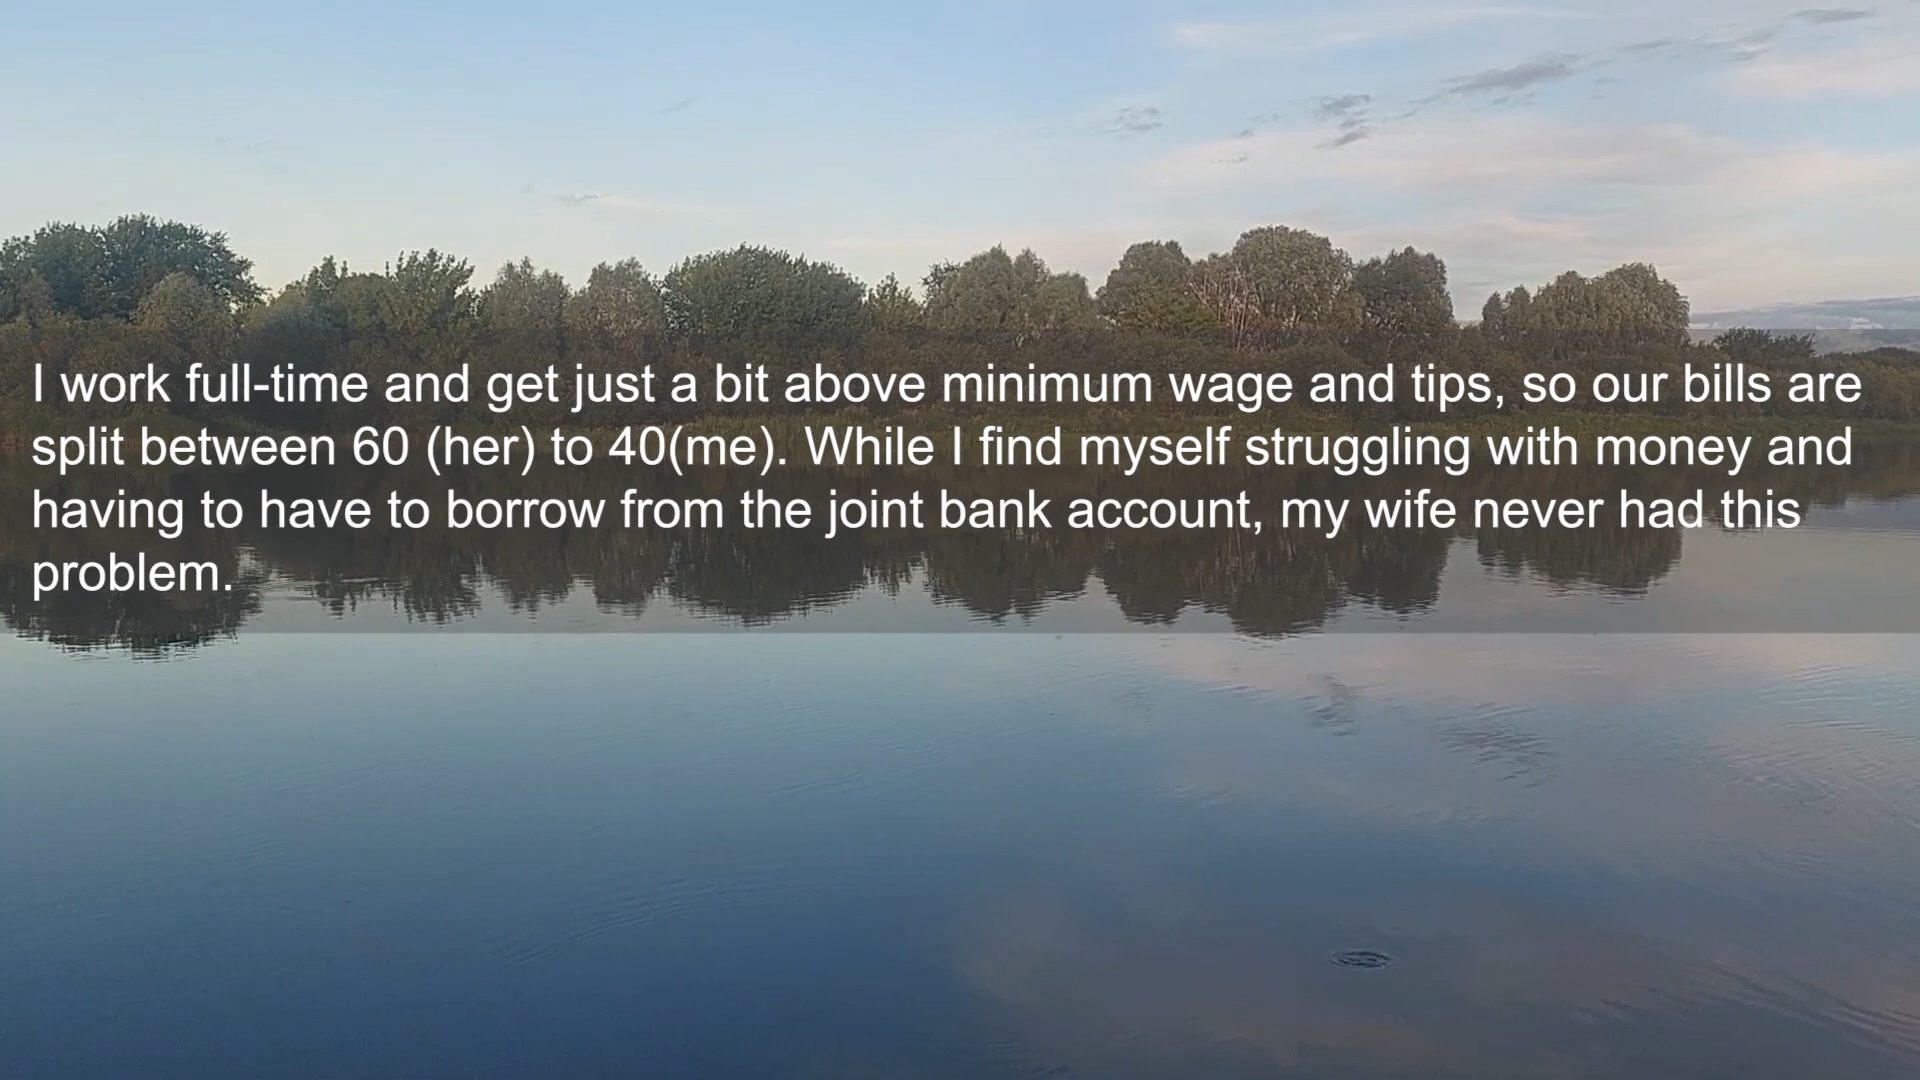 I work full-time and get just a bit above minimum wage and tips, so our bills are
split between 60 (her) to 40(me). While I find myself struggling with money and
having to have to borrow from the joint bank account, my wife never had this
problem.